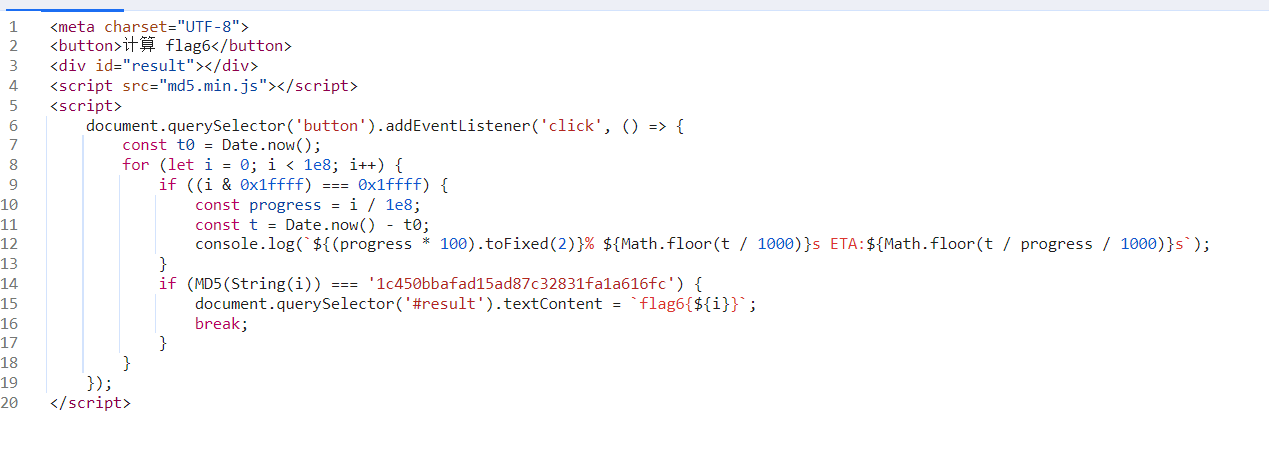 1 <meta charset="UTF-8">
2 <button>计算 flag6</button>
3 <div id="result"></div>
4 <script src="md5.min.js"></script>
5 <script>
6 document.querySelector('button').addEventListener('click', () => {
7 const t0 = Date.now();
8 for (let i = 0; i < 1e8; i++) {
9 if ((i & 0x1ffff) === 0x1ffff) {
10 const progress = i / 1e8;
11 const t = Date.now() - t0;
12 console.log(`${(progress * 100).toFixed(2)}% ${Math.floor(t / 1000)}s ETA:${Math.floor(t / progress / 1000)}s`);
13 }
14 if (MD5(String(i)) === '1c450bbafad15ad87c32831fa1a616fc') {
15 document.querySelector('#result').textContent = `flag6{${i}}`;
16 break;
17 }
18 }
19 });
20 </script>